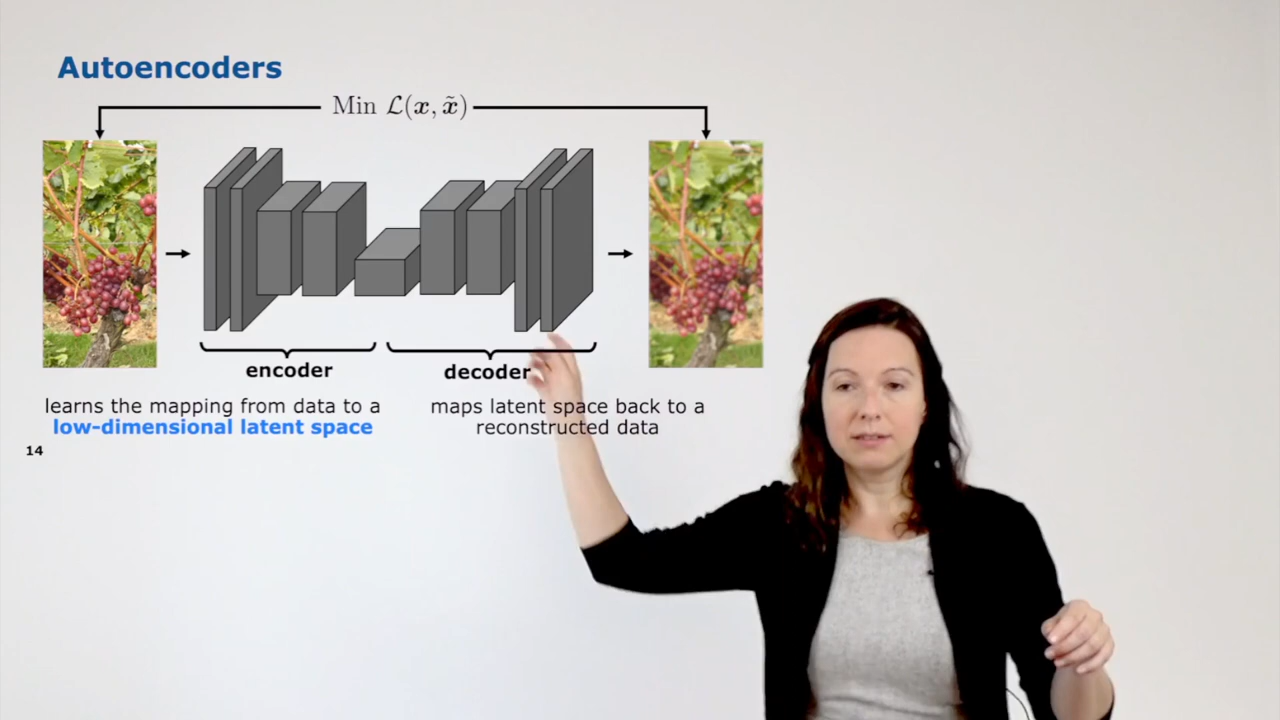 Autoencoders
Min ℒ(𝒙, 𝒙̃)
encoder
decoder
learns the mapping from data to a
low-dimensional latent space
maps latent space back to a
reconstructed data
14